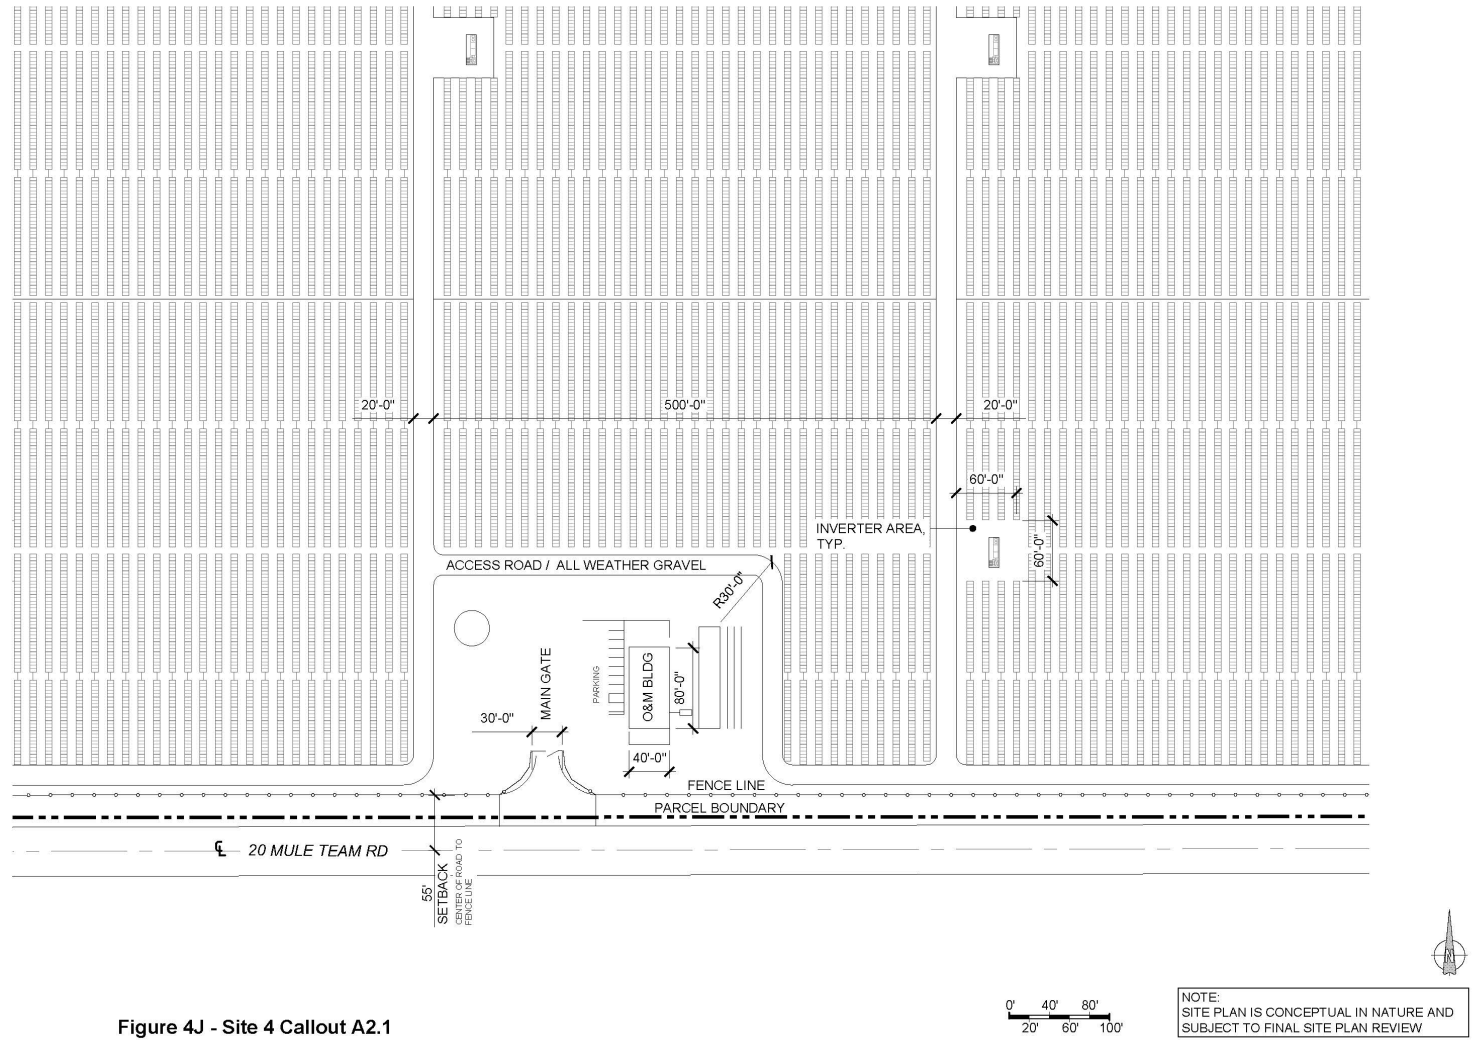 20'-0"
500'-0"
20'-0"
60'-0"
INVERTER AREA,
TYP.
60'-0"
ACCESS ROAD / ALL WEATHER GRAVEL
R30'-0"
MAIN GATE
PARKING
O&M BLDG
80'-0"
30'-0"
40'-0"
FENCE LINE
PARCEL BOUNDARY
CL 20 MULE TEAM RD
55'
SETBACK
CENTER OF ROAD TO
FENCE LINE
N
0' 40' 80'
20' 60' 100'
NOTE:
SITE PLAN IS CONCEPTUAL IN NATURE AND
SUBJECT TO FINAL SITE PLAN REVIEW
Figure 4J - Site 4 Callout A2.1